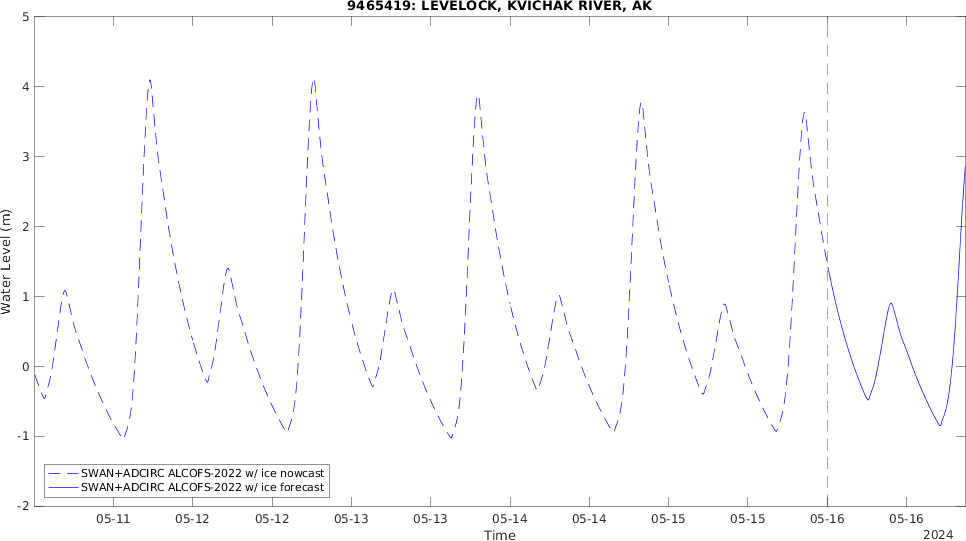 9465419: LEVELOCK, KVICHAK RIVER, AK
5
4
3
2
1
0
-1
-2
Water Level (m)
SWAN+ADCIRC ALCOFS-2022 w/ ice nowcast
SWAN+ADCIRC ALCOFS-2022 w/ ice forecast
05-11 05-12 05-12 05-13 05-13 05-14 05-14 05-15 05-15 05-16 05-16
Time
2024